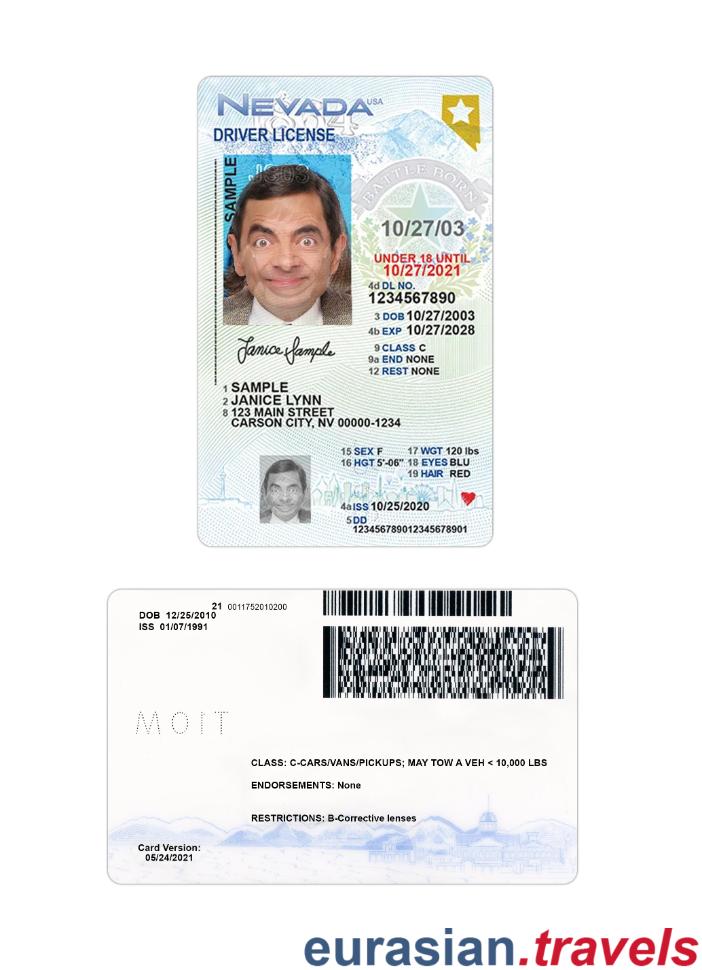 NEVADA USA
DRIVER LICENSE
SAMPLE
BATTLE BORN
10/27/03
UNDER 18 UNTIL
10/27/2021
4d DL NO.
1234567890
3 DOB 10/27/2003
4b EXP 10/27/2028
9 CLASS C
9a END NONE
12 REST NONE
Janice Sample
1 SAMPLE
2 JANICE LYNN
8 123 MAIN STREET
CARSON CITY, NV 00000-1234
15 SEX F 17 WGT 120 lbs
16 HGT 5'-06" 18 EYES BLU
19 HAIR RED
4a ISS 10/25/2020
5 DD
123456789012345678901
21 0011752010200
DOB 12/25/2010
ISS 01/07/1991
MOIT
CLASS: C-CARS/VANS/PICKUPS; MAY TOW A VEH < 10,000 LBS
ENDORSEMENTS: None
RESTRICTIONS: B-Corrective lenses
Card Version:
05/24/2021
eurasian.travels